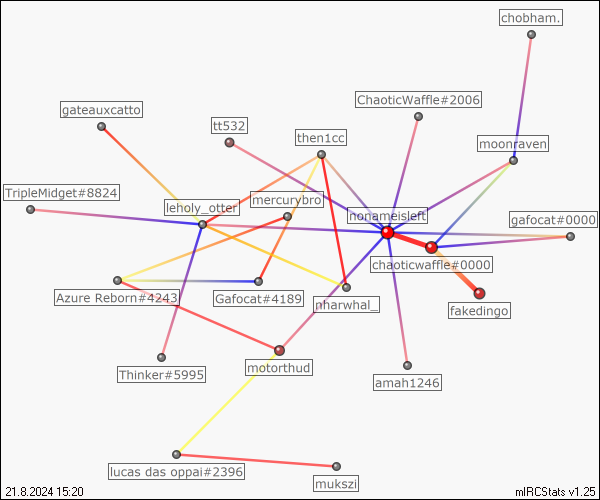 chobham.
ChaoticWaffle#2006
gateauxcatto
tt532
then1cc
moonraven
TripleMidget#8824
mercurybro
leholy_otter
nonameisleft
gafocat#0000
chaoticwaffle#0000
Azure Reborn#4243
Gafocat#4189
nharwhal_
fakedingo
Thinker#5995
motorthud
amah1246
lucas das oppai#2396
mukszi
21.8.2024 15:20
mIRCStats v1.25